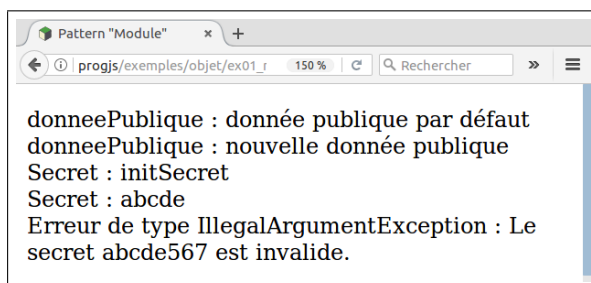 Pattern "Module"
progjs/exemples/objet/ex01_
150 %
Rechercher
donneePublique : donnée publique par défaut
donneePublique : nouvelle donnée publique
Secret : initSecret
Secret : abcde
Erreur de type IllegalArgumentException : Le
secret abcde567 est invalide.